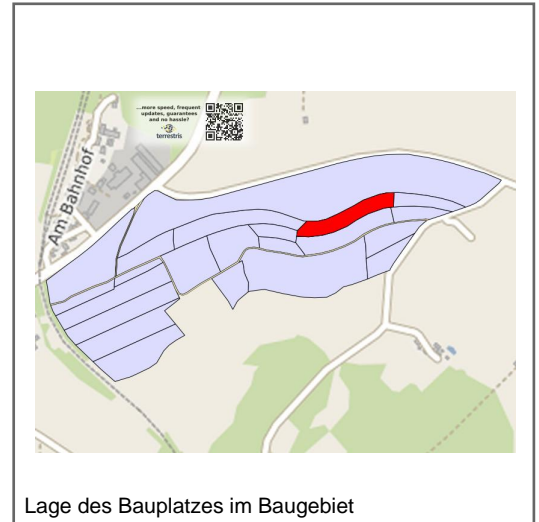 ...more speed, frequent
updates, guarantees
and no hassle?
terrestris
Am Bahnhof
Lage des Bauplatzes im Baugebiet